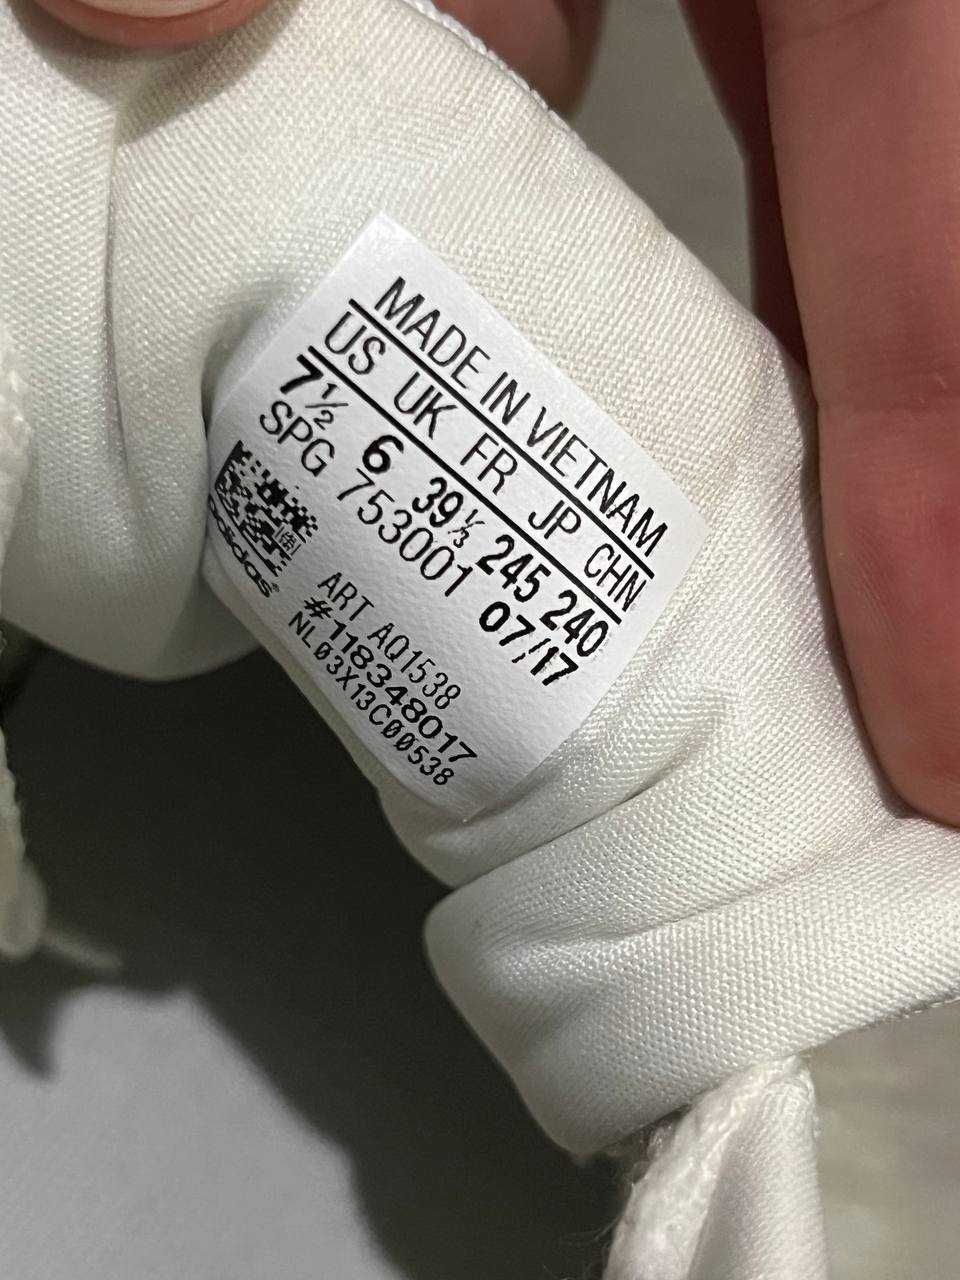 MADE IN VIETNAM
US UK FR JP CHN
7½ 6 39⅓ 245 240
SPG 753001 07/17
adidas®
ART AQ1538
#118348017
NL03X13C00538